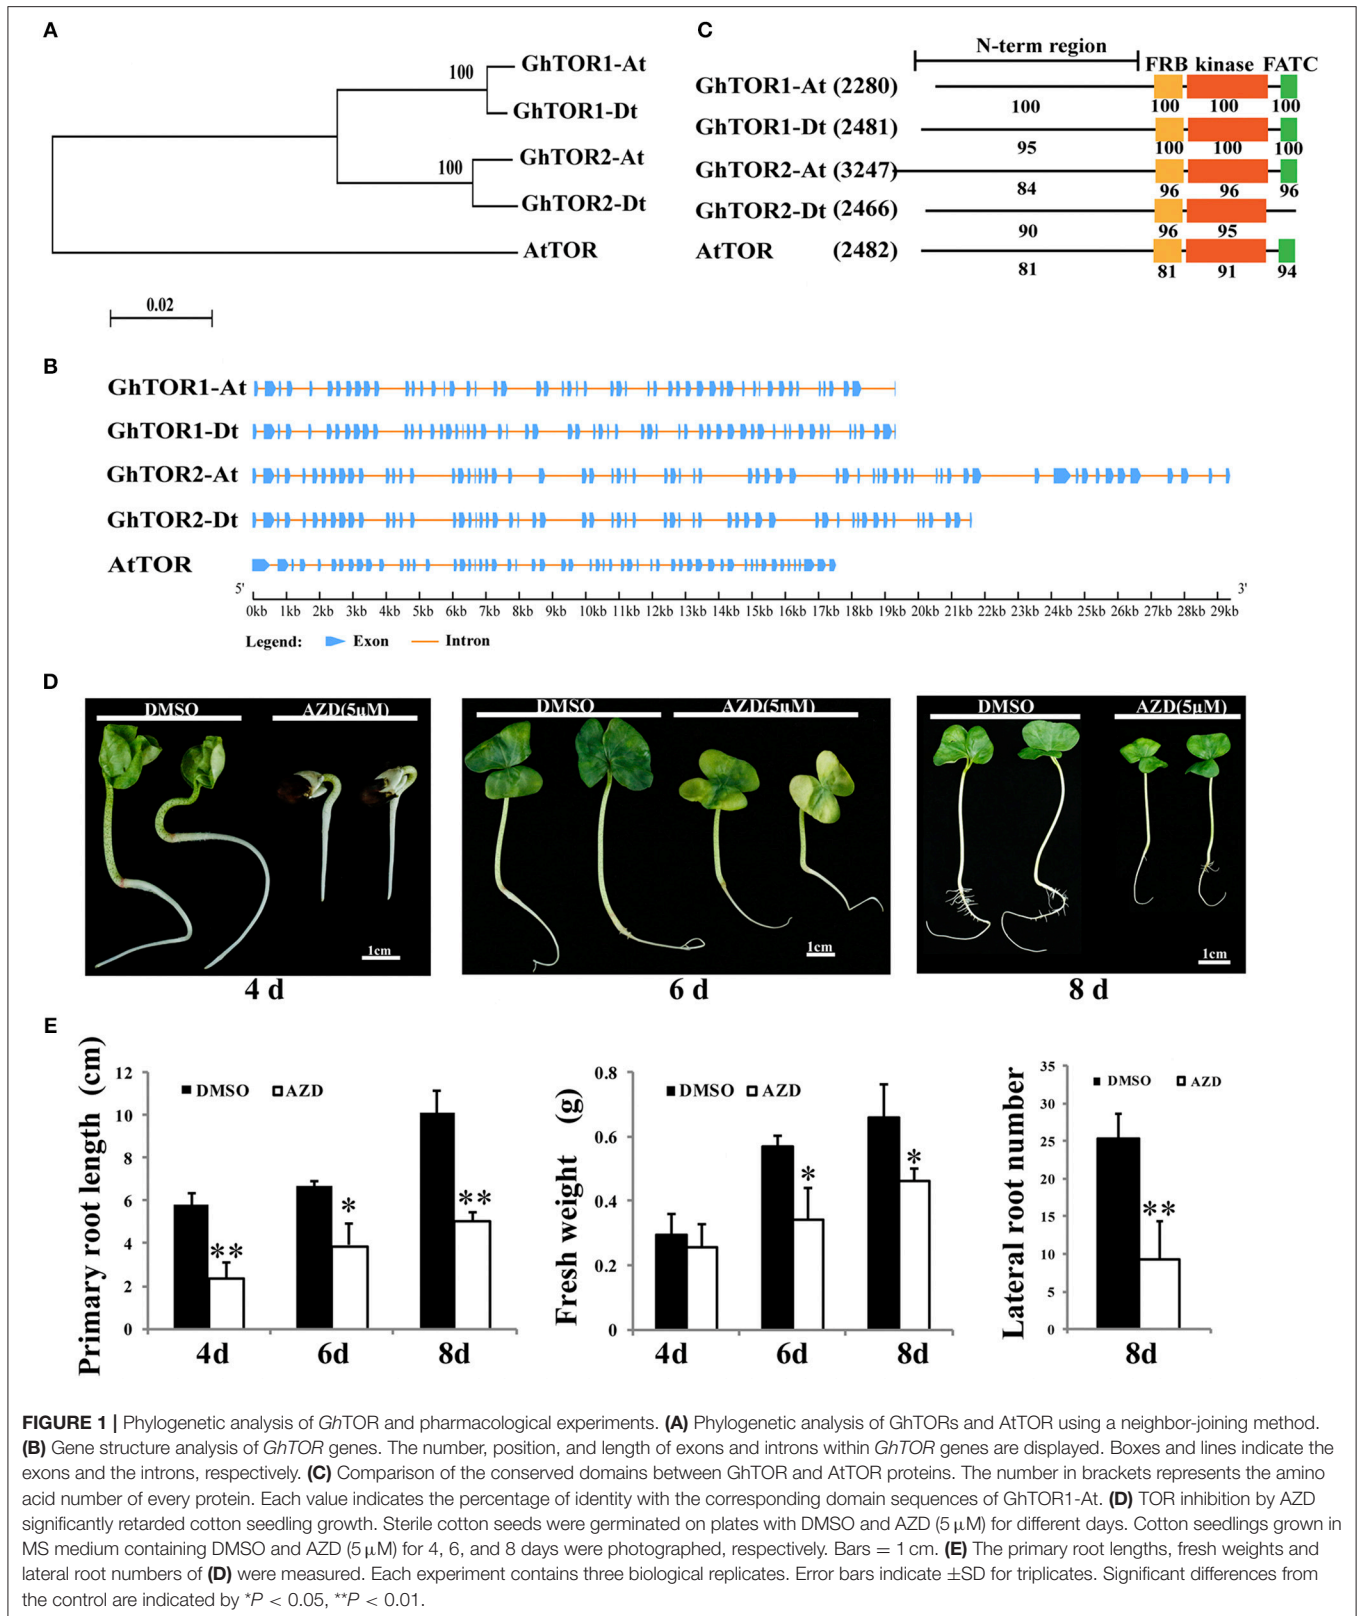 A
GhTOR1-At
100
GhTOR1-Dt
GhTOR2-At
100
GhTOR2-Dt
AtTOR
0.02
C
N-term region
FRB kinase FATC
GhTOR1-At (2280)
100 100 100 100
GhTOR1-Dt (2481)
95 100 100 100
GhTOR2-At (3247)
84 96 96 96
GhTOR2-Dt (2466)
90 96 95
AtTOR (2482)
81 81 91 94
B
GhTOR1-At
GhTOR1-Dt
GhTOR2-At
GhTOR2-Dt
AtTOR
5' 3'
0kb 1kb 2kb 3kb 4kb 5kb 6kb 7kb 8kb 9kb 10kb 11kb 12kb 13kb 14kb 15kb 16kb 17kb 18kb 19kb 20kb 21kb 22kb 23kb 24kb 25kb 26kb 27kb 28kb 29kb
Legend: Exon Intron
D
DMSO AZD(5μM)
1cm
4 d
DMSO AZD(5μM)
1cm
6 d
DMSO AZD(5μM)
1cm
8 d
E
Primary root length (cm)
12
10
8
6
4
2
0
DMSO AZD
** * **
4d 6d 8d
Fresh weight (g)
0.8
0.6
0.4
0.2
0
DMSO AZD
* *
4d 6d 8d
Lateral root number
35
30
25
20
15
10
5
0
DMSO AZD
**
8d
FIGURE 1 | Phylogenetic analysis of GhTOR and pharmacological experiments. (A) Phylogenetic analysis of GhTORs and AtTOR using a neighbor-joining method.
(B) Gene structure analysis of GhTOR genes. The number, position, and length of exons and introns within GhTOR genes are displayed. Boxes and lines indicate the
exons and the introns, respectively. (C) Comparison of the conserved domains between GhTOR and AtTOR proteins. The number in brackets represents the amino
acid number of every protein. Each value indicates the percentage of identity with the corresponding domain sequences of GhTOR1-At. (D) TOR inhibition by AZD
significantly retarded cotton seedling growth. Sterile cotton seeds were germinated on plates with DMSO and AZD (5 μM) for different days. Cotton seedlings grown in
MS medium containing DMSO and AZD (5 μM) for 4, 6, and 8 days were photographed, respectively. Bars = 1 cm. (E) The primary root lengths, fresh weights and
lateral root numbers of (D) were measured. Each experiment contains three biological replicates. Error bars indicate ±SD for triplicates. Significant differences from
the control are indicated by *P < 0.05, **P < 0.01.